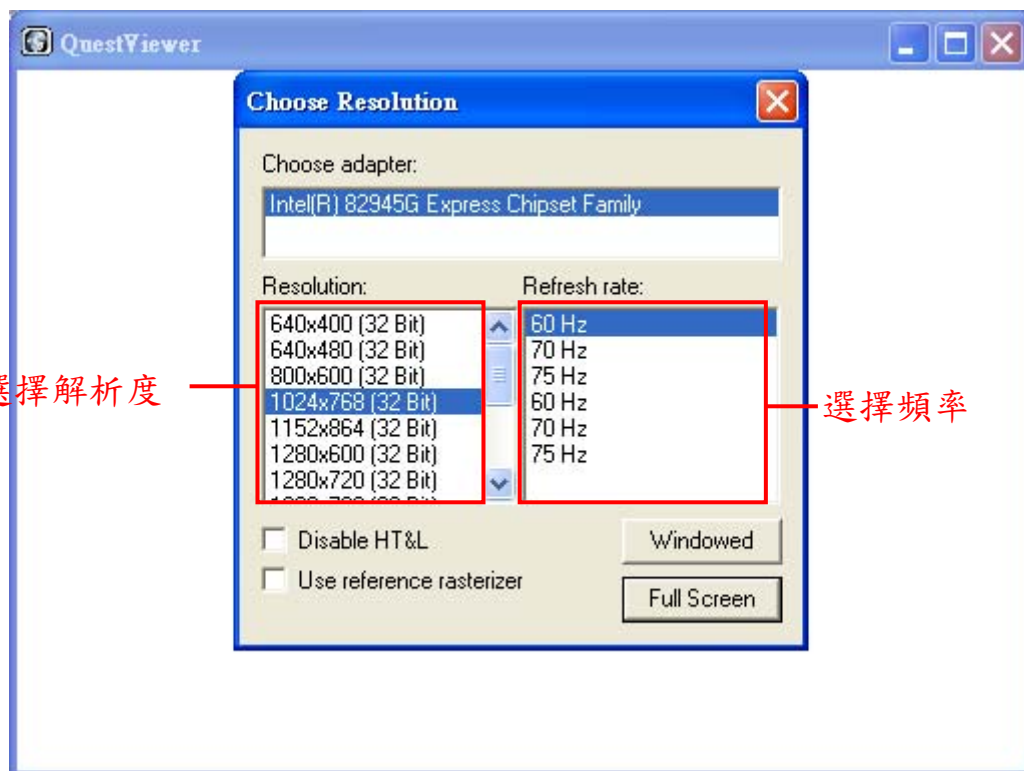 QuestViewer
Choose Resolution
Choose adapter:
Intel(R) 82945G Express Chipset Family
Resolution:
Refresh rate:
640x400 (32 Bit)
640x480 (32 Bit)
800x600 (32 Bit)
1024x768 (32 Bit)
1152x864 (32 Bit)
1280x600 (32 Bit)
1280x720 (32 Bit)
60 Hz
70 Hz
75 Hz
60 Hz
70 Hz
75 Hz
選擇解析度
選擇頻率
Disable HT&L
Use reference rasterizer
Windowed
Full Screen